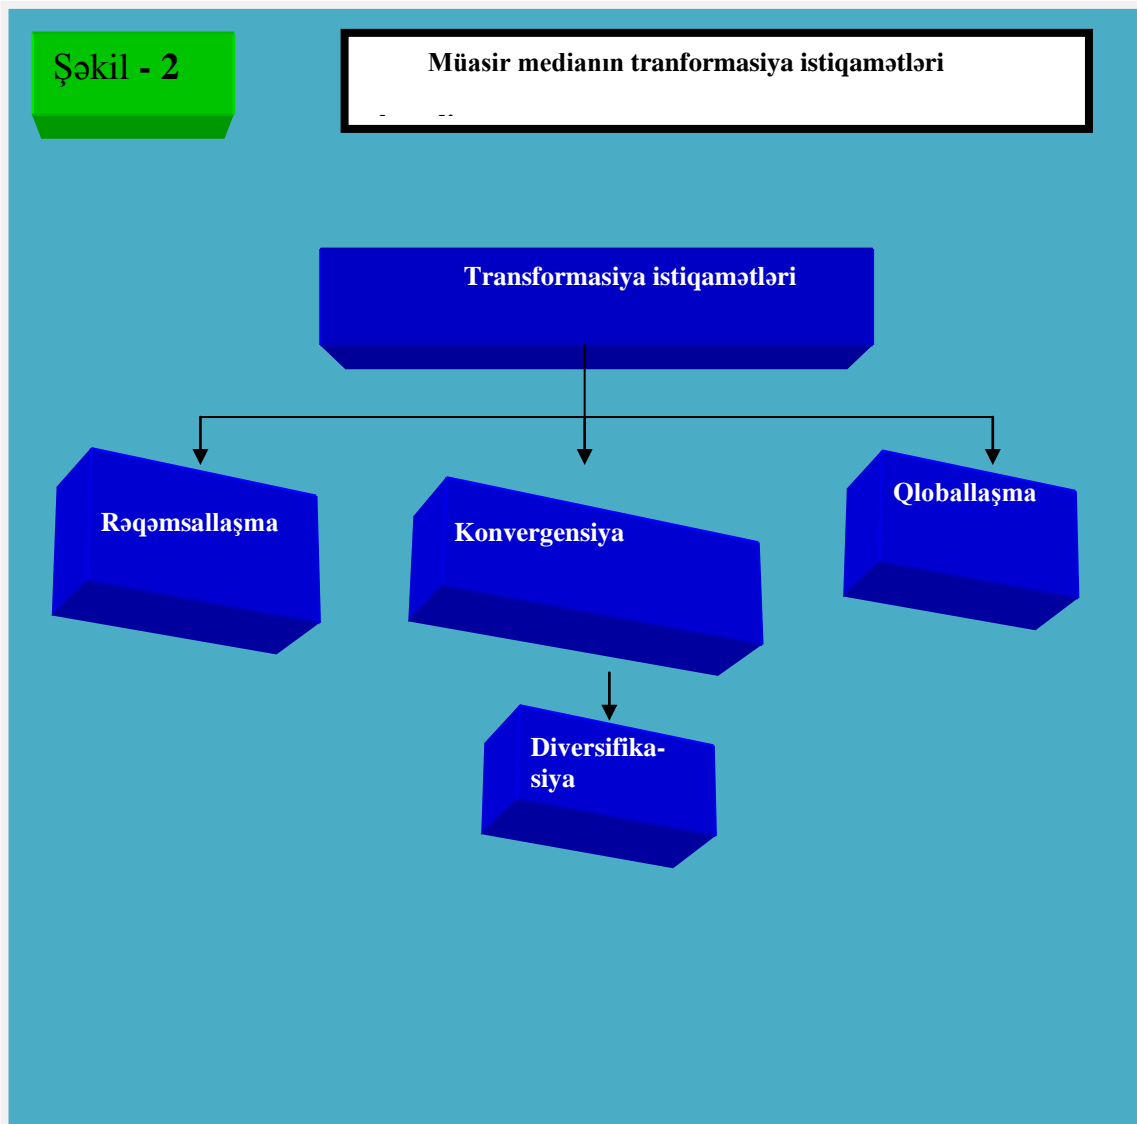 Şəkil - 2
Müasir medianın tranformasiya istiqamətləri
Transformasiya istiqamətləri
Rəqəmsallaşma
Konvergensiya
Qloballaşma
Diversifika-
siya